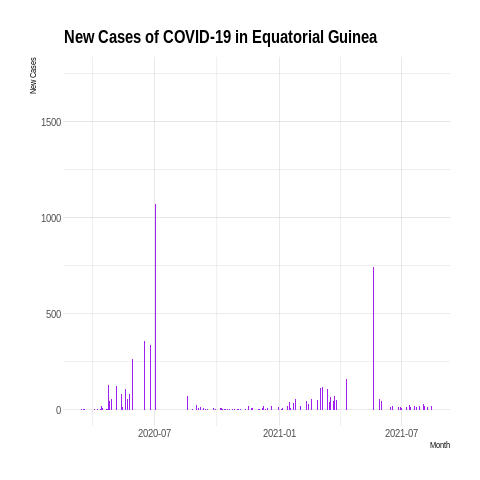 New Cases of COVID-19 in Equatorial Guinea
New Cases
1500
1000
500
0
2020-07
2021-01
2021-07
Month